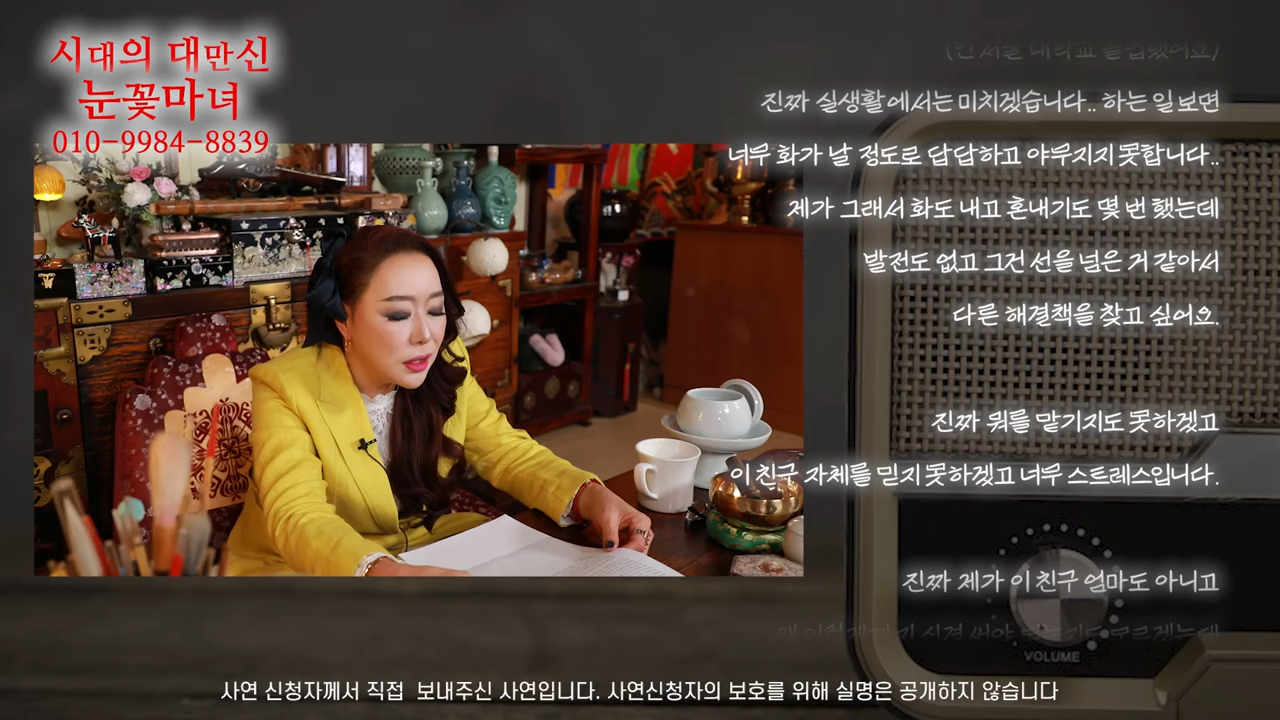 시대의 대만신
눈꽃마녀
010-9984-8839
진짜 실생활에서는 미치겠습니다.. 하는 일 보면
너무 화가 날 정도로 답답하고 야무지지 못합니다..
제가 그래서 화도 내고 혼내기도 몇 번 했는데
발전도 없고 그건 선을 넘은 거 같아서
다른 해결책을 찾고 싶어요.
진짜 뭐를 맡기지도 못하겠고
이 친구 자체를 믿지 못하겠고 너무 스트레스입니다.
진짜 제가 이 친구 엄마도 아니고
VOLUME
사연 신청자께서 직접 보내주신 사연입니다. 사연신청자의 보호를 위해 실명은 공개하지 않습니다